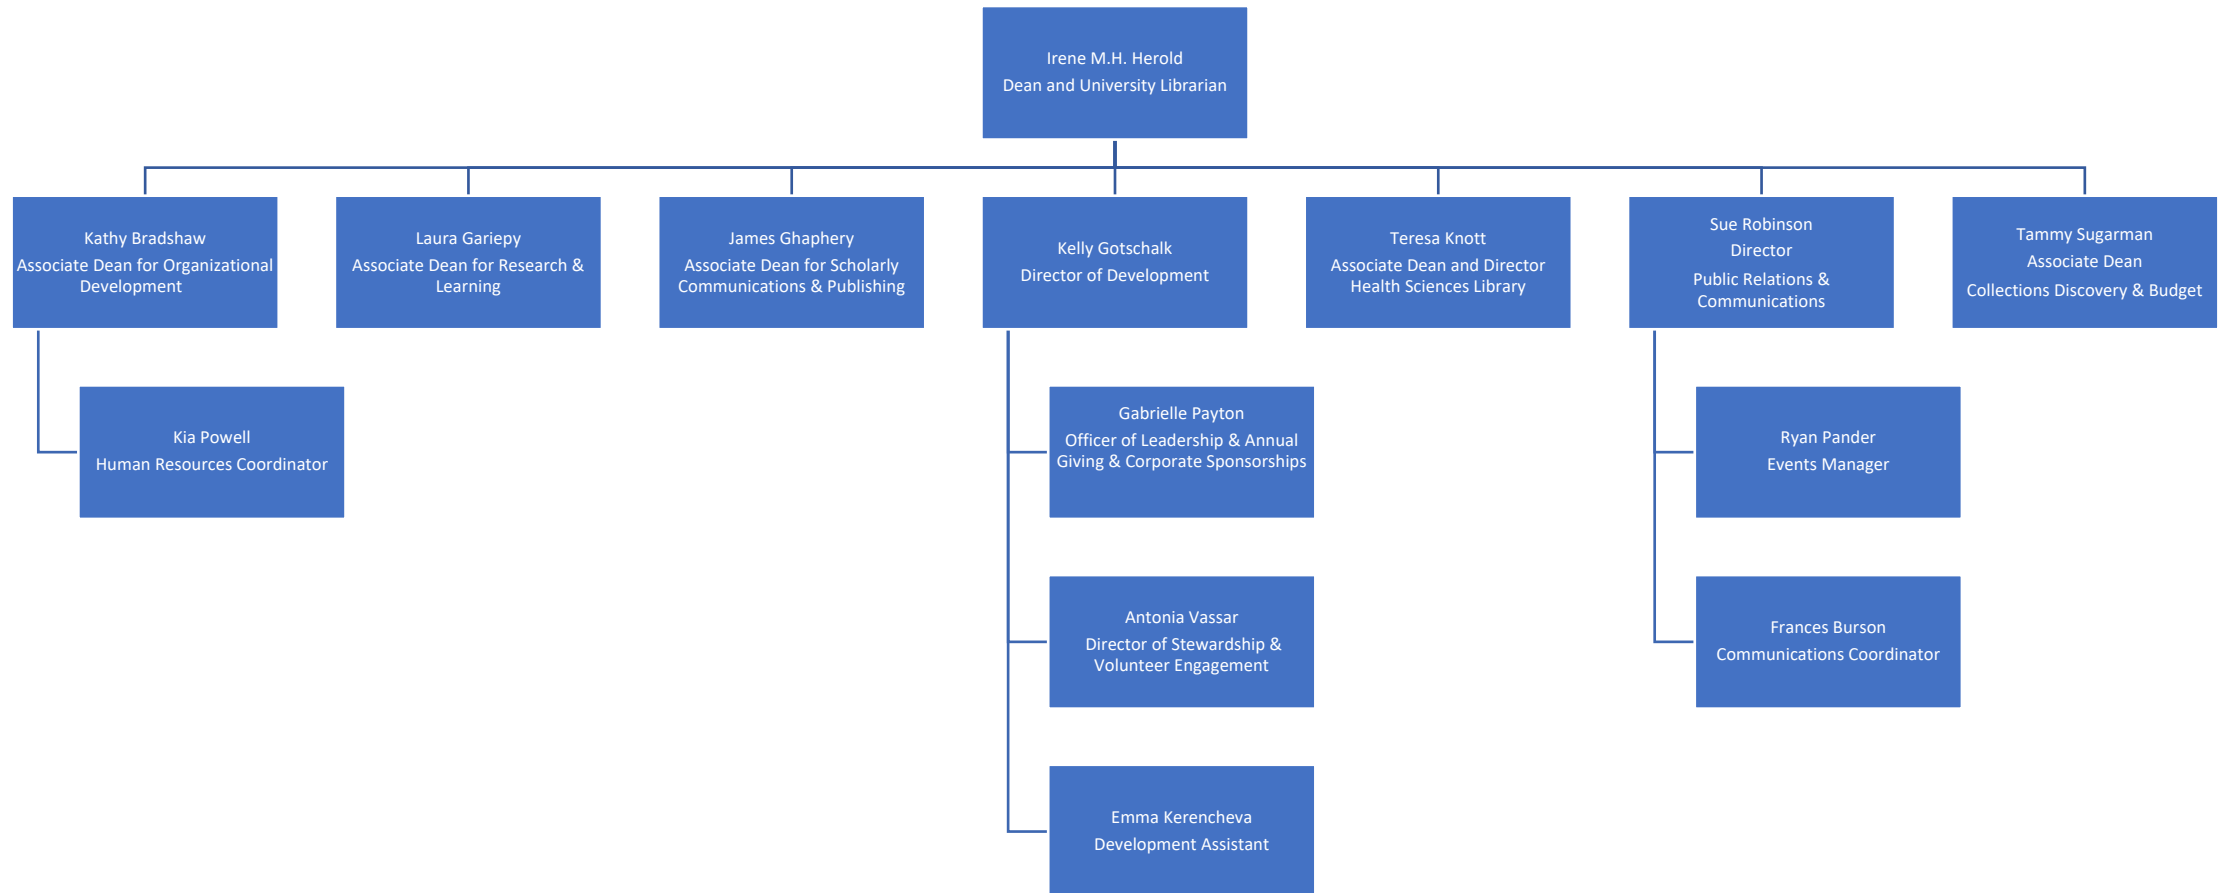 Irene M.H. Herold
Dean and University Librarian
Kathy Bradshaw
Associate Dean for Organizational
Development
Laura Gariepy
Associate Dean for Research &
Learning
James Ghaphery
Associate Dean for Scholarly
Communications & Publishing
Kelly Gotschalk
Director of Development
Teresa Knott
Associate Dean and Director
Health Sciences Library
Sue Robinson
Director
Public Relations &
Communications
Tammy Sugarman
Associate Dean
Collections Discovery & Budget
Kia Powell
Human Resources Coordinator
Gabrielle Payton
Officer of Leadership & Annual
Giving & Corporate Sponsorships
Ryan Pander
Events Manager
Antonia Vassar
Director of Stewardship &
Volunteer Engagement
Frances Burson
Communications Coordinator
Emma Kerencheva
Development Assistant